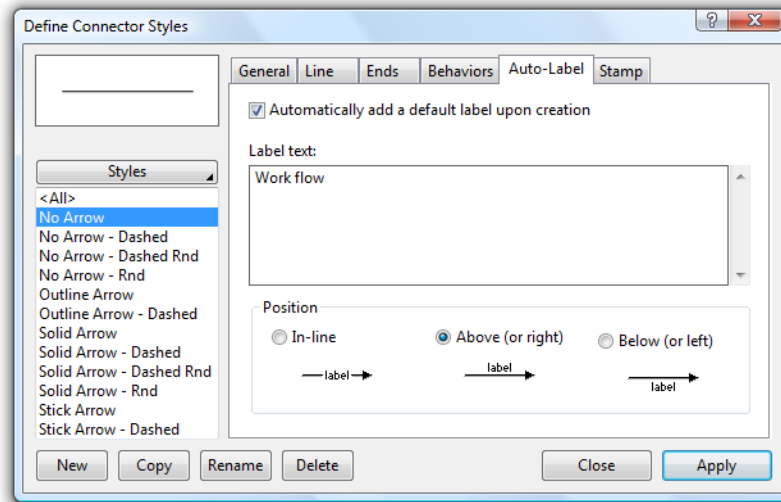 Define Connector Styles
?
X
General Line Ends Behaviors Auto-Label Stamp
Automatically add a default label upon creation
Label text:
Work flow
Styles
<All>
No Arrow
No Arrow - Dashed
No Arrow - Dashed Rnd
No Arrow - Rnd
Outline Arrow
Outline Arrow - Dashed
Solid Arrow
Solid Arrow - Dashed
Solid Arrow - Dashed Rnd
Solid Arrow - Rnd
Stick Arrow
Stick Arrow - Dashed
Position
In-line Above (or right) Below (or left)
label label label
New Copy Rename Delete Close Apply